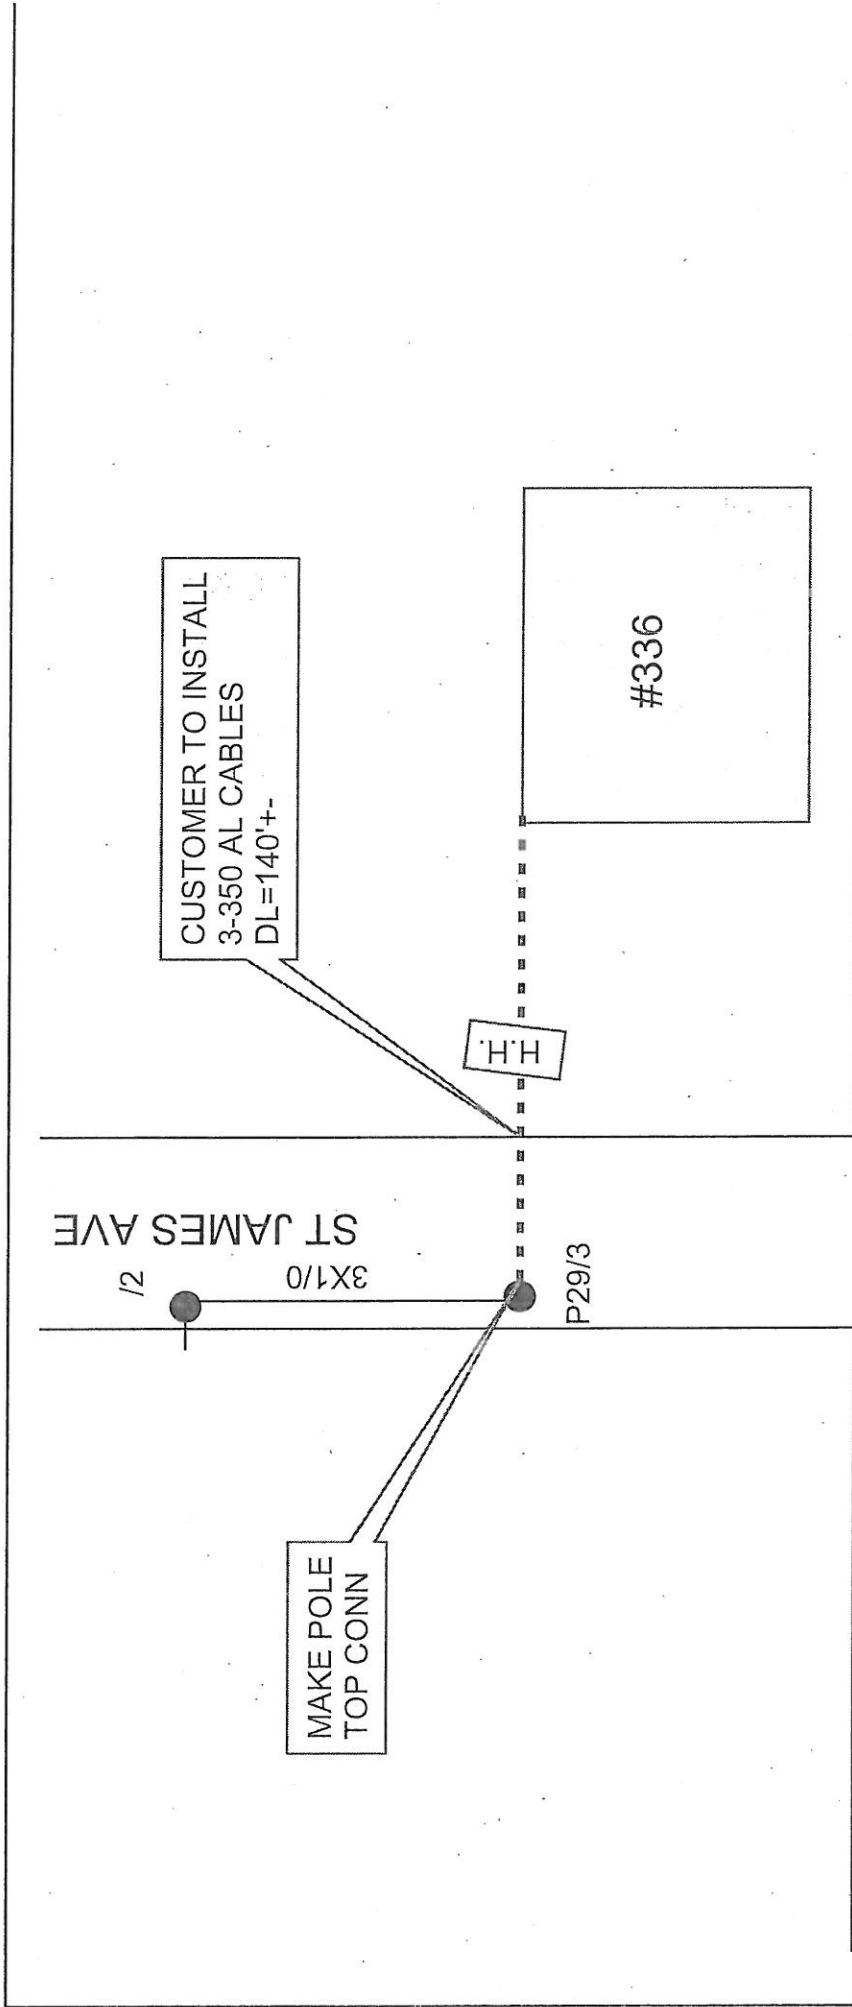 MAKE POLE
TOP CONN
/2
3X1/0
ST JAMES AVE
P29/3
CUSTOMER TO INSTALL
3-350 AL CABLES
DL=140'+-
H.H.
#336